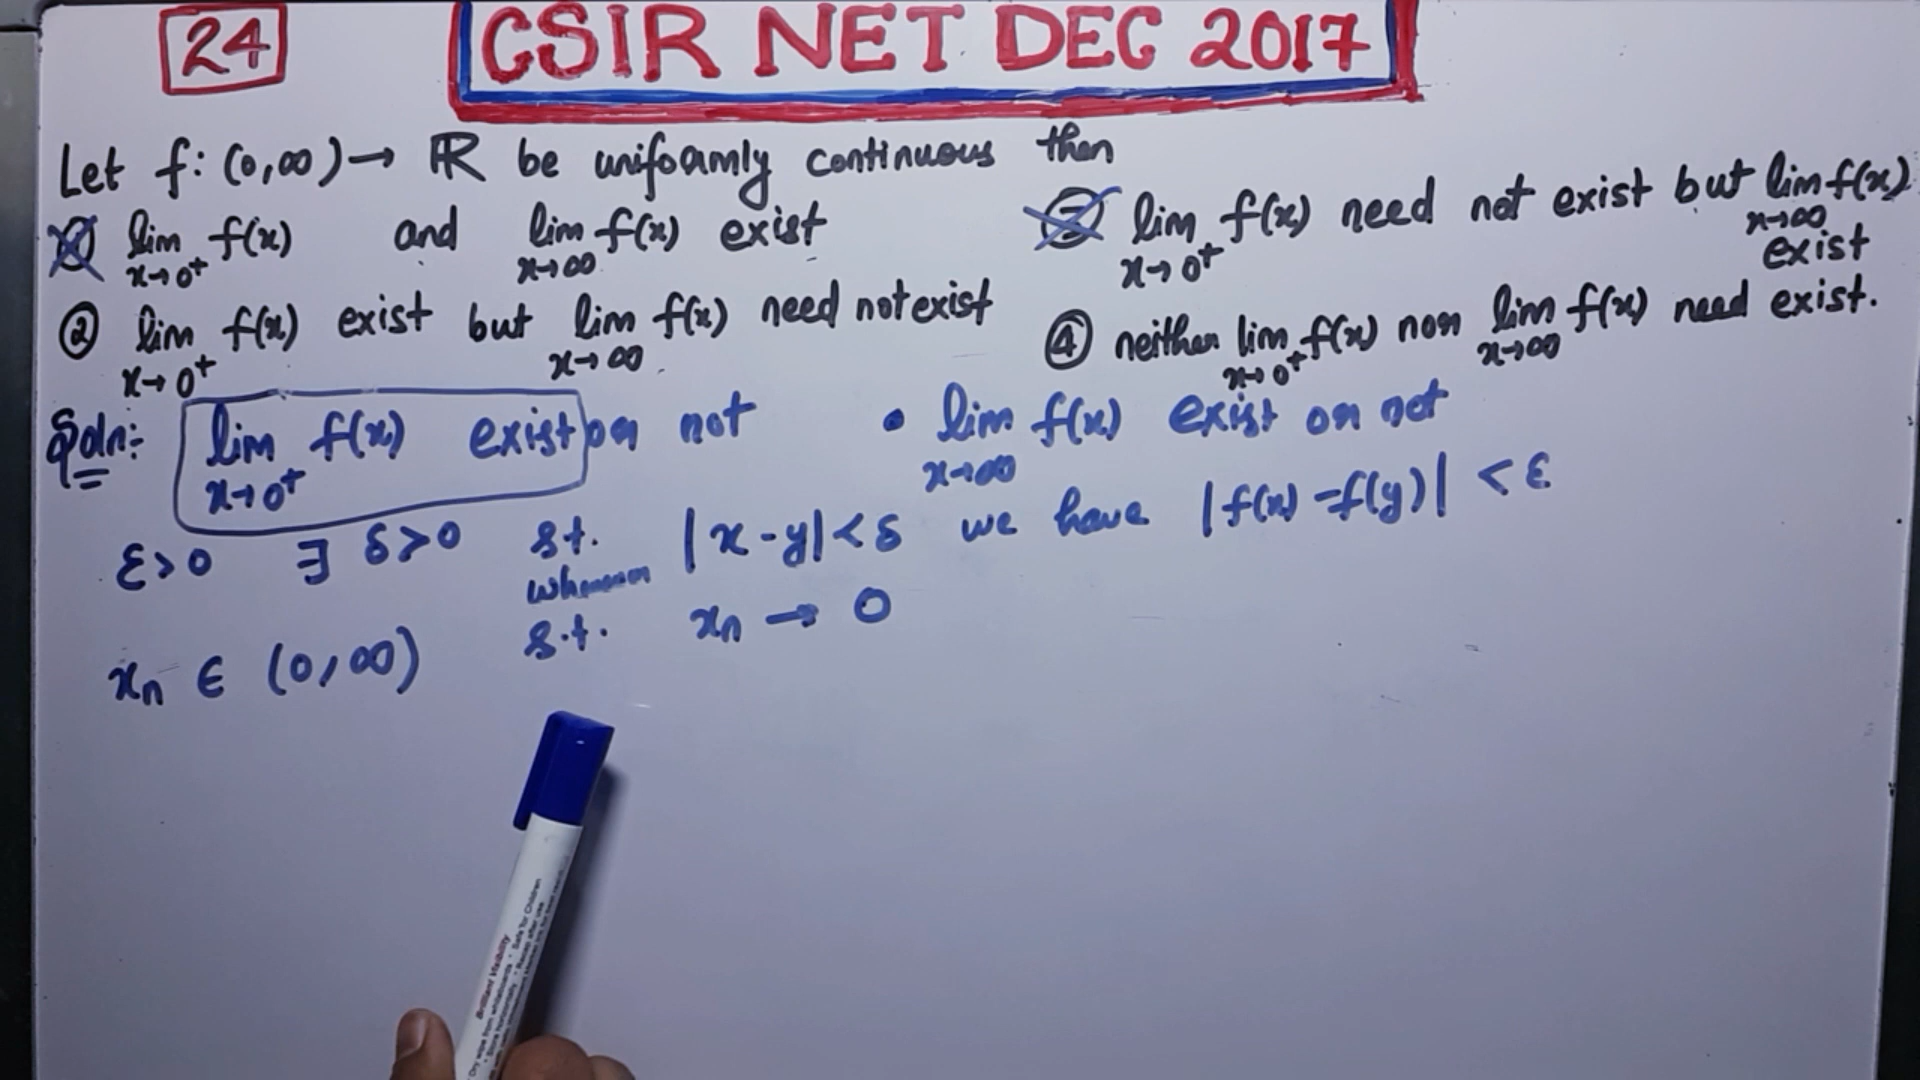 24
CSIR NET DEC 2017
Let f: (0,∞) → ℝ be uniformly continuous then
① lim x→0⁺ f(x) and lim x→∞ f(x) exist
② lim x→0⁺ f(x) exist but lim x→∞ f(x) need not exist
③ lim x→0⁺ f(x) need not exist but lim x→∞ f(x) exist
④ neither lim x→0⁺ f(x) nor lim x→∞ f(x) need exist.
Soln:- lim x→0⁺ f(x) exist or not
• lim x→∞ f(x) exist or not
ε>0 ∃ δ>0 s.t. whenever |x-y|<δ we have |f(x)-f(y)| < ε
xn ∈ (0,∞) s.t. xn → 0
Brilliant Visibility